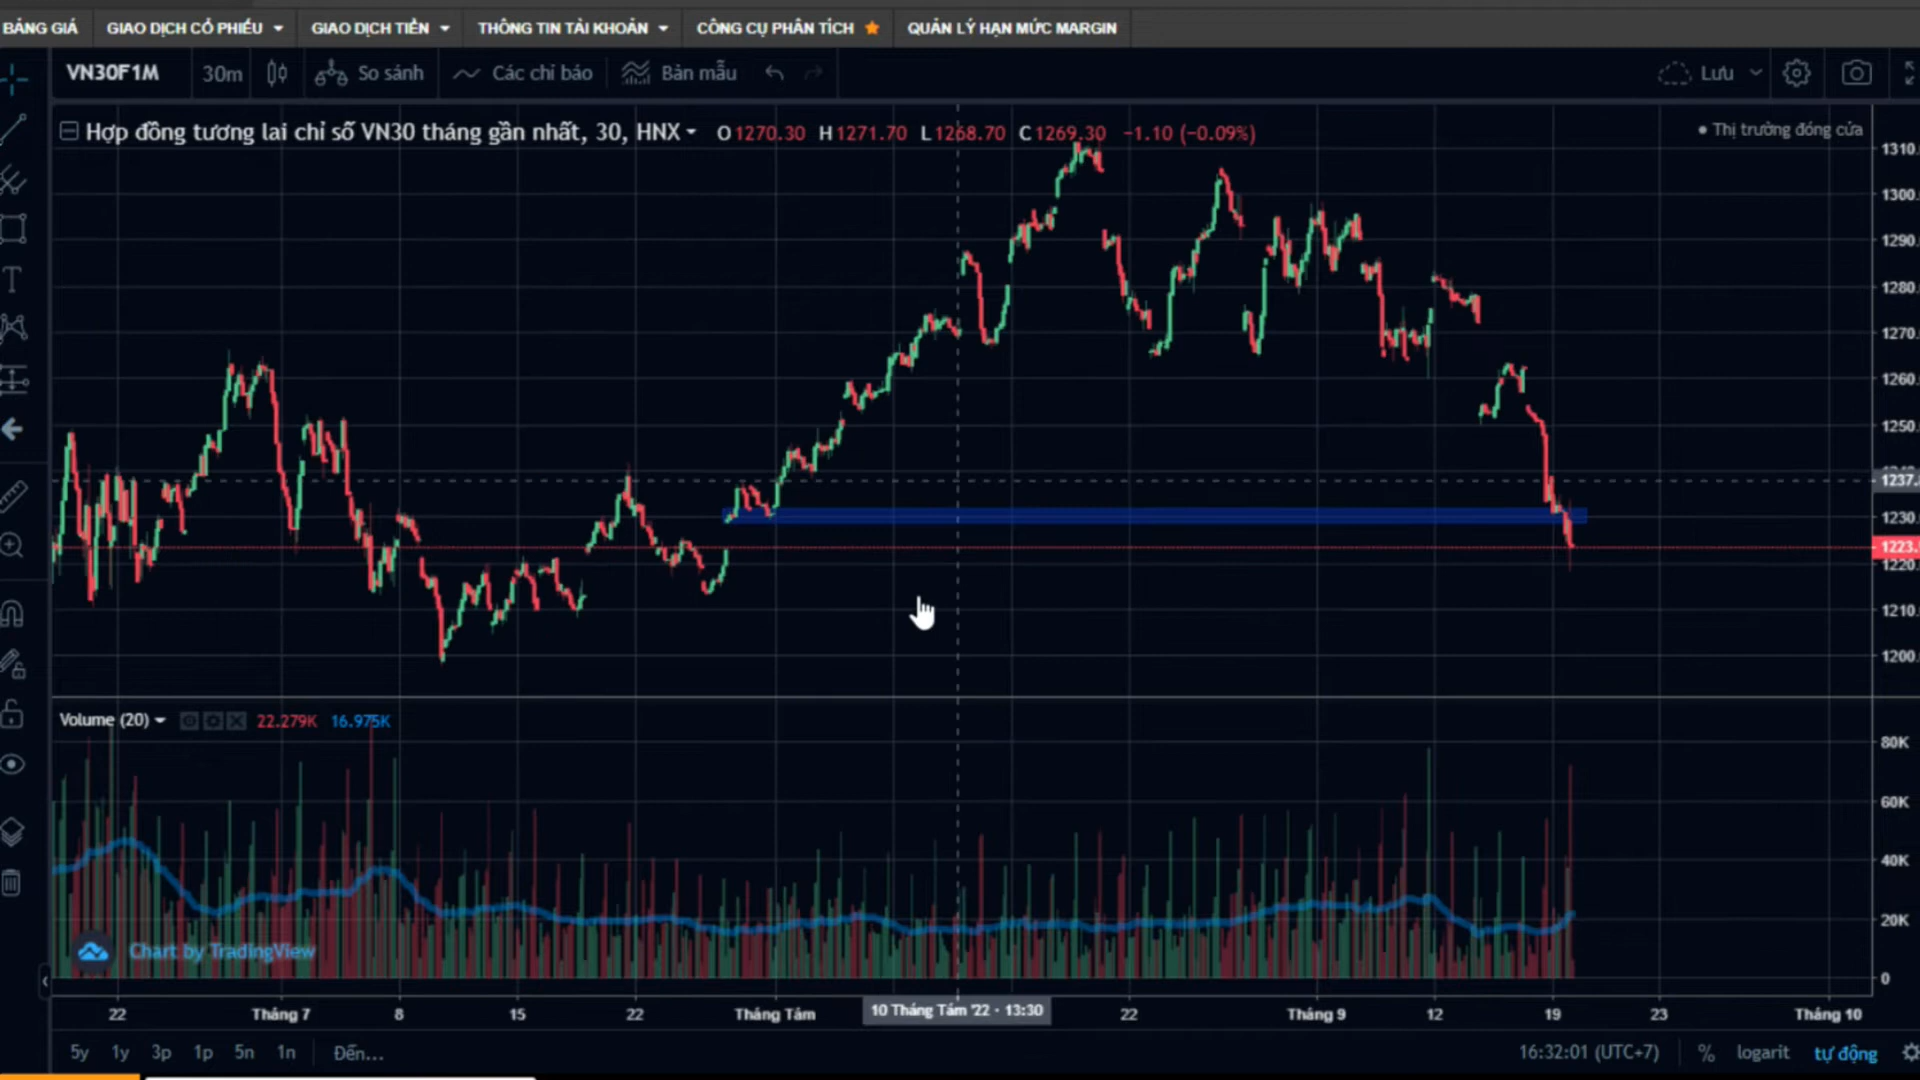 BẢNG GIÁ GIAO DỊCH CỔ PHIẾU GIAO DỊCH TIỀN THÔNG TIN TÀI KHOẢN CÔNG CỤ PHÂN TÍCH QUẢN LÝ HẠN MỨC MARGIN
VN30F1M 30m So sánh Các chỉ báo Bản mẫu Lưu
Hợp đồng tương lai chỉ số VN30 tháng gần nhất, 30, HNX O1270.30 H1271.70 L1268.70 C1269.30 −1.10 (−0.09%)
Thị trường đóng cửa
1310.
1300.
1290.
1280.
1270.
1260.
1250.
1237.
1230.
1223.
1220.
1210.
1200.
Volume (20) 22.279K 16.975K
80K
60K
40K
20K
0
Chart by TradingView
22 Tháng 7 8 15 22 Tháng Tám 10 Tháng Tám '22 - 13:30 22 Tháng 9 12 19 23 Tháng 10
5y 1y 3p 1p 5n 1n Đến... 16:32:01 (UTC+7) % logarit tự động